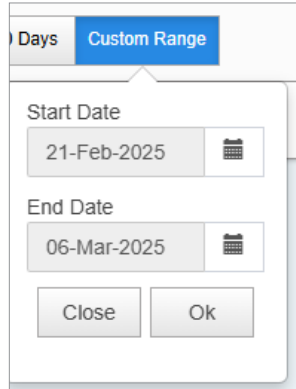 Days Custom Range
Start Date
21-Feb-2025
End Date
06-Mar-2025
Close Ok